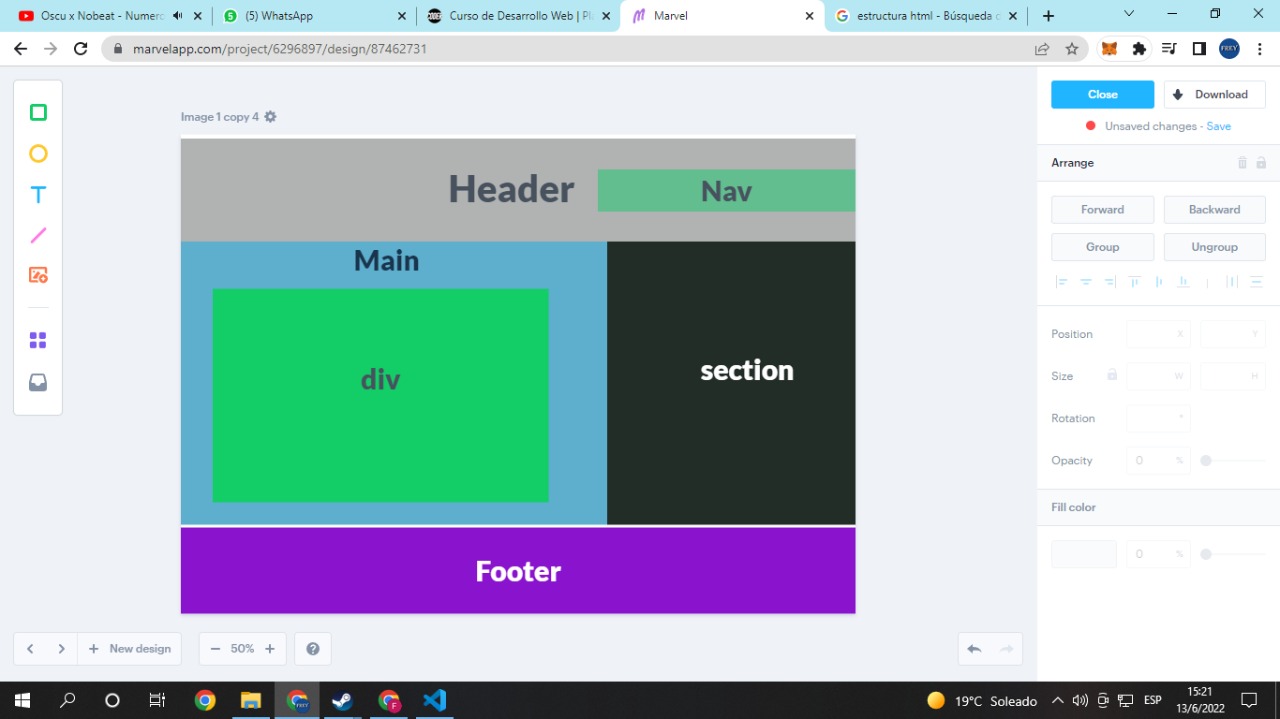 Oscu x Nobeat - Numero
(5) WhatsApp
Curso de Desarrollo Web | Pla
Marvel
estructura html - Búsqueda d
marvelapp.com/project/6296897/design/87462731
Close
Download
Unsaved changes - Save
Image 1 copy 4
Arrange
Forward
Backward
Group
Ungroup
Header
Nav
Main
div
section
Footer
Position
X
Y
Size
W
H
Rotation
°
Opacity
0 %
Fill color
0 %
New design
50%
19°C Soleado
ESP
15:21
13/6/2022